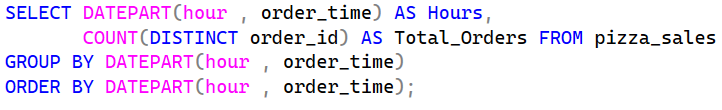 SELECT DATEPART(hour , order_time) AS Hours,
       COUNT(DISTINCT order_id) AS Total_Orders FROM pizza_sales
GROUP BY DATEPART(hour , order_time)
ORDER BY DATEPART(hour , order_time);